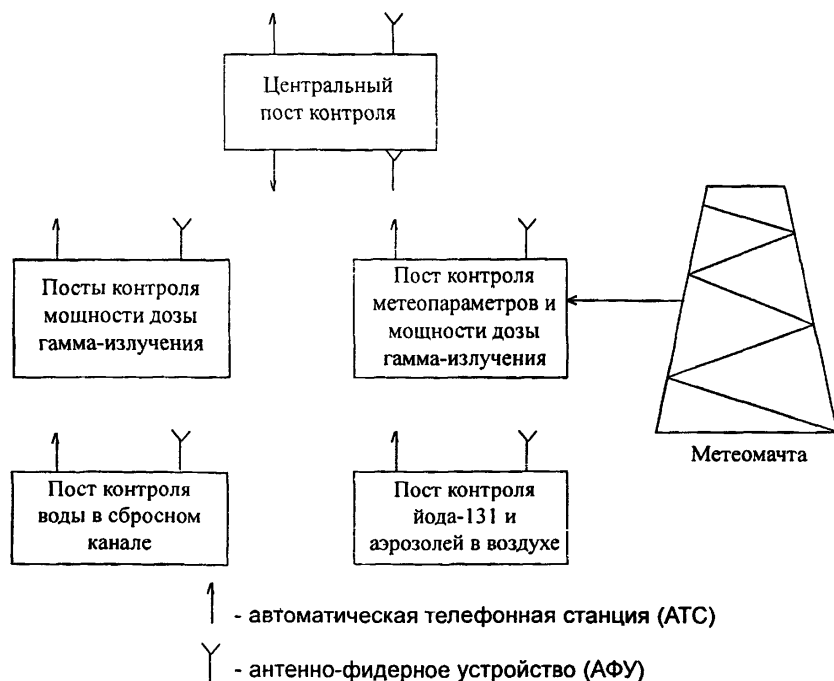 Центральный
пост контроля
Посты контроля
мощности дозы
гамма-излучения
Пост контроля
метеопараметров и
мощности дозы
гамма-излучения
Метеомачта
Пост контроля
воды в сбросном
канале
Пост контроля
йода-131 и
аэрозолей в воздухе
- автоматическая телефонная станция (АТС)
- антенно-фидерное устройство (АФУ)